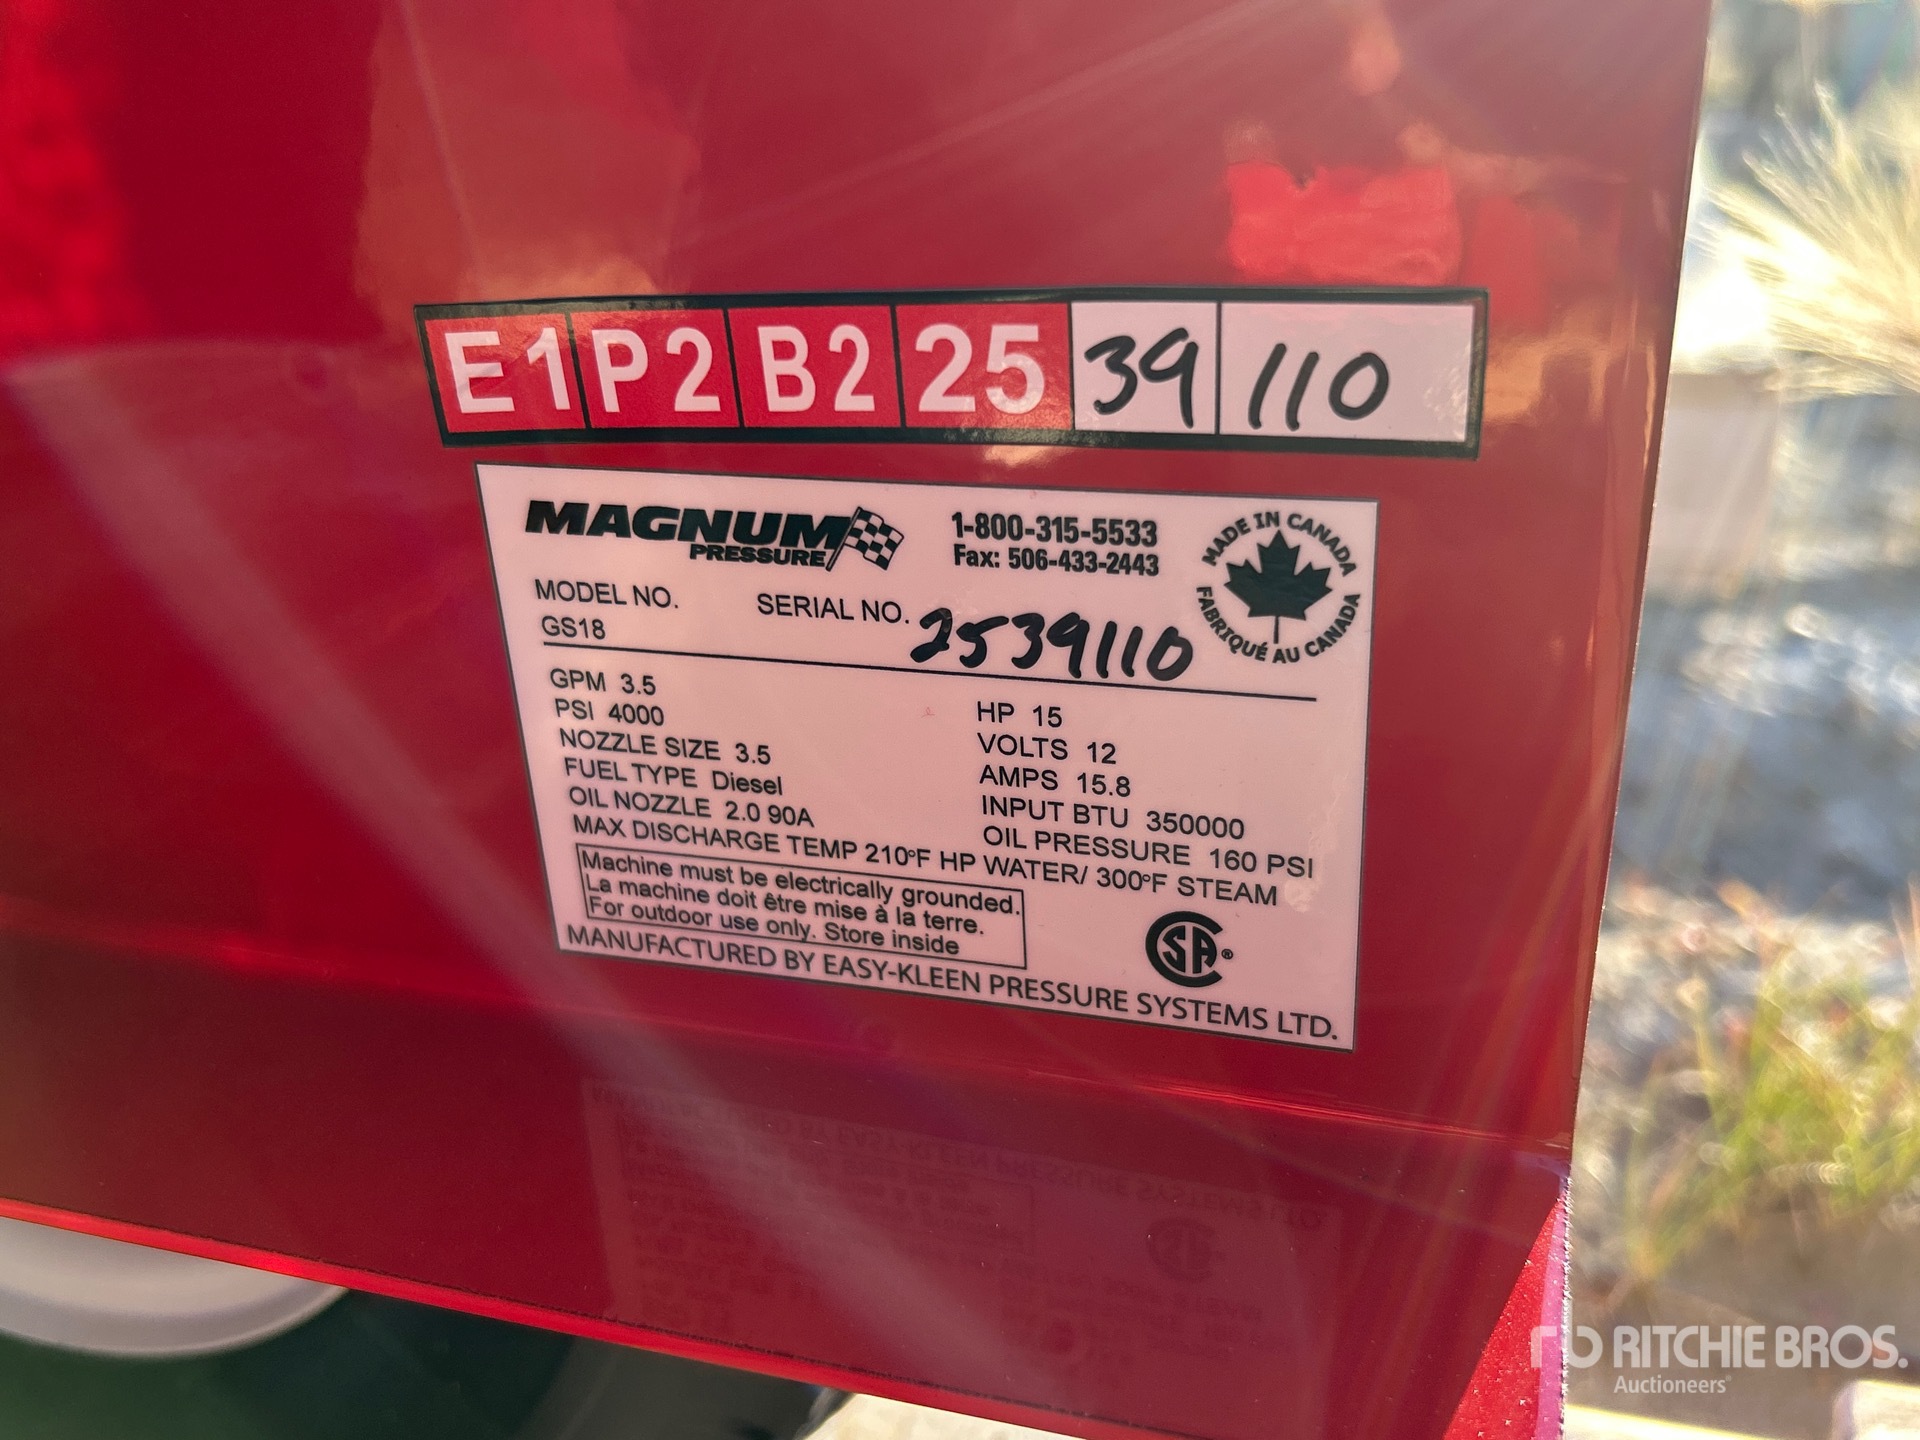 E1 P2 B2 25 39 110
MAGNUM
PRESSURE
1-800-315-5533
Fax: 506-433-2443
MADE IN CANADA
FABRIQUÉ AU CANADA
MODEL NO.
GS18
SERIAL NO. 2539110
GPM 3.5
PSI 4000
NOZZLE SIZE 3.5
FUEL TYPE Diesel
OIL NOZZLE 2.0 90A
HP 15
VOLTS 12
AMPS 15.8
INPUT BTU 350000
OIL PRESSURE 160 PSI
MAX DISCHARGE TEMP 210°F HP WATER/ 300°F STEAM
Machine must be electrically grounded.
La machine doit être mise à la terre.
For outdoor use only. Store inside
CSA®
MANUFACTURED BY EASY-KLEEN PRESSURE SYSTEMS LTD.
rb RITCHIE BROS.
Auctioneers